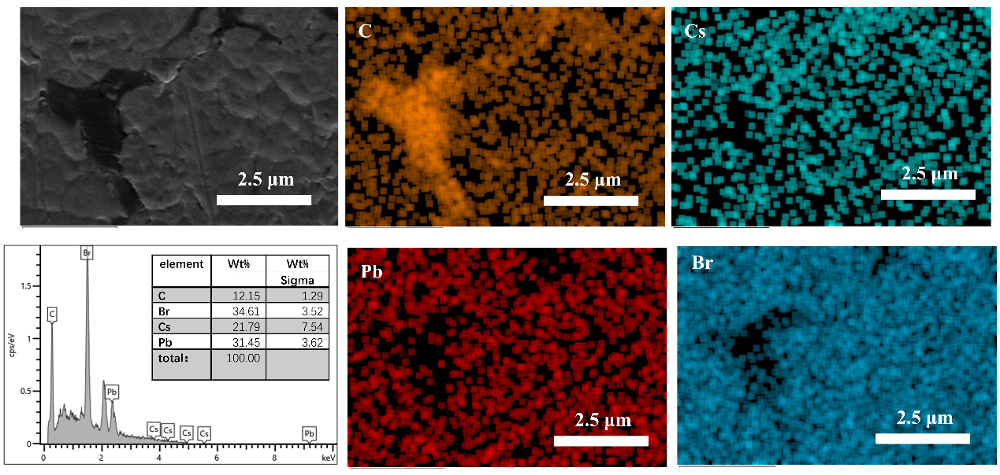 2.5 μm
C
2.5 μm
Cs
2.5 μm
Br
C
Pb
Cs Cs Cs Cs Pb
1.5
1
0.5
0
cps/eV
0 2 4 6 8 keV
element Wt% Wt%
Sigma
C 12.15 1.29
Br 34.61 3.52
Cs 21.79 7.54
Pb 31.45 3.62
total: 100.00
Pb
2.5 μm
Br
2.5 μm